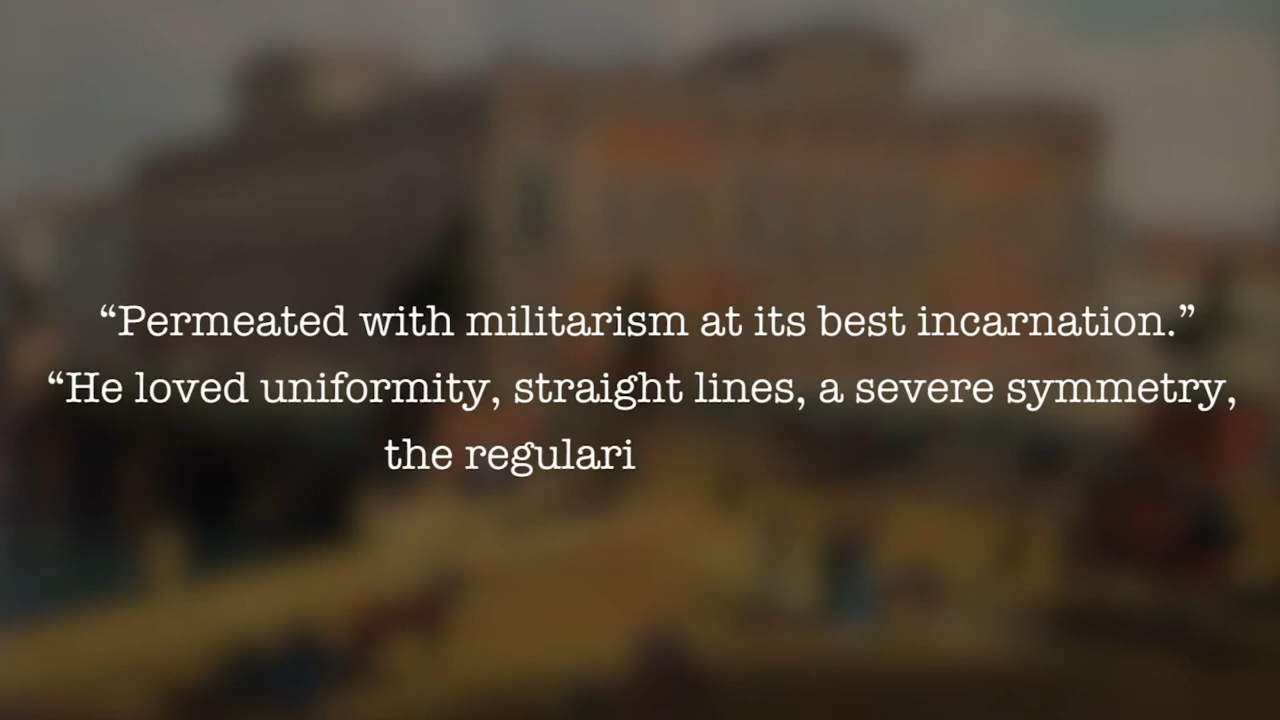 “Permeated with militarism at its best incarnation.”
“He loved uniformity, straight lines, a severe symmetry,
the regulari